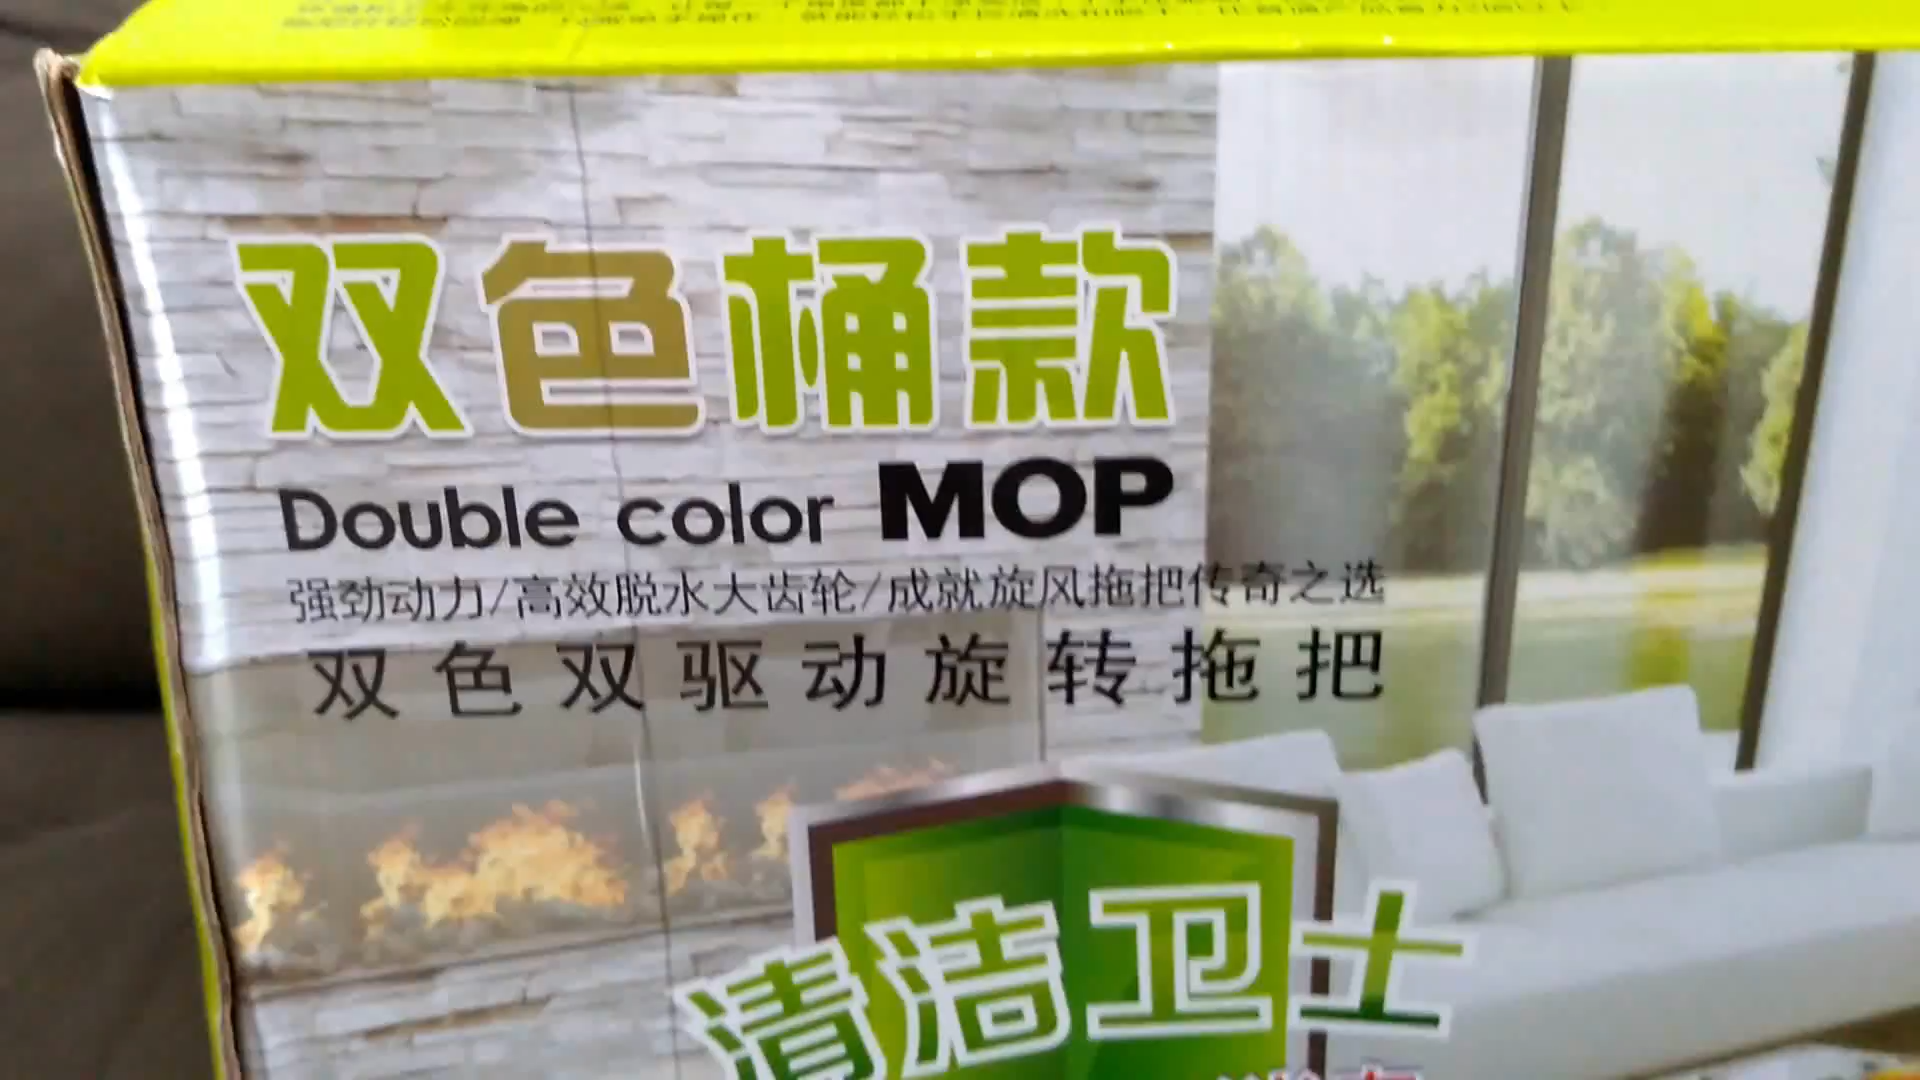 双色桶款
Double color MOP
强劲动力/高效脱水大齿轮/成就旋风拖把传奇之选
双色双驱动旋转拖把
清洁卫士